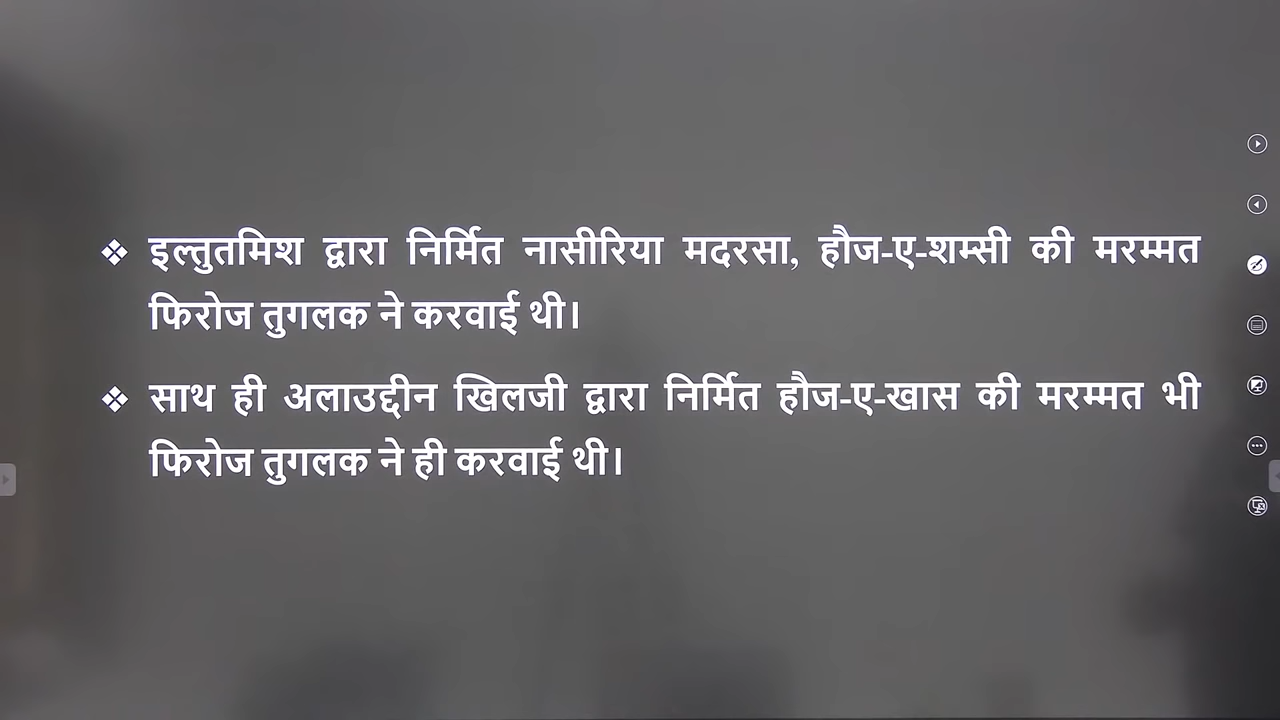 ❖ इल्तुतमिश द्वारा निर्मित नासीरिया मदरसा, हौज-ए-शम्सी की मरम्मत
फिरोज तुगलक ने करवाई थी।
❖ साथ ही अलाउद्दीन खिलजी द्वारा निर्मित हौज-ए-खास की मरम्मत भी
फिरोज तुगलक ने ही करवाई थी।